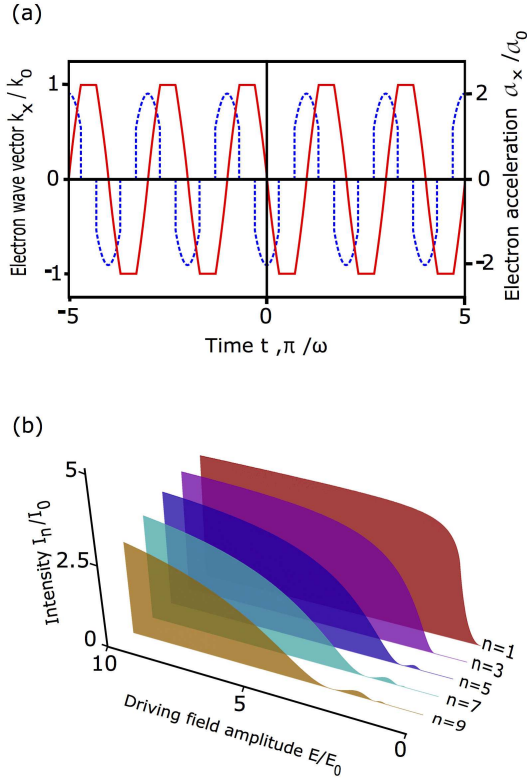 (a)
Electron wave vector kₓ / k₀
1
0
-1
Electron acceleration aₓ /a₀
2
0
-2
-5
0
5
Time t ,π /ω
(b)
Intensity Iₙ/I₀
5
2.5
0
10
5
0
Driving field amplitude E/E₀
n=1
n=3
n=5
n=7
n=9